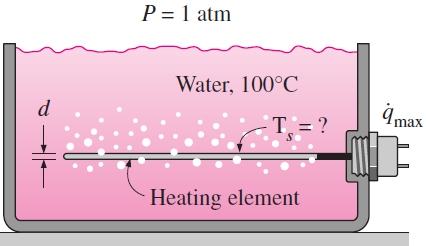 P = 1 atm
Water, 100°C
d
T_s = ?
q̇_max
Heating element